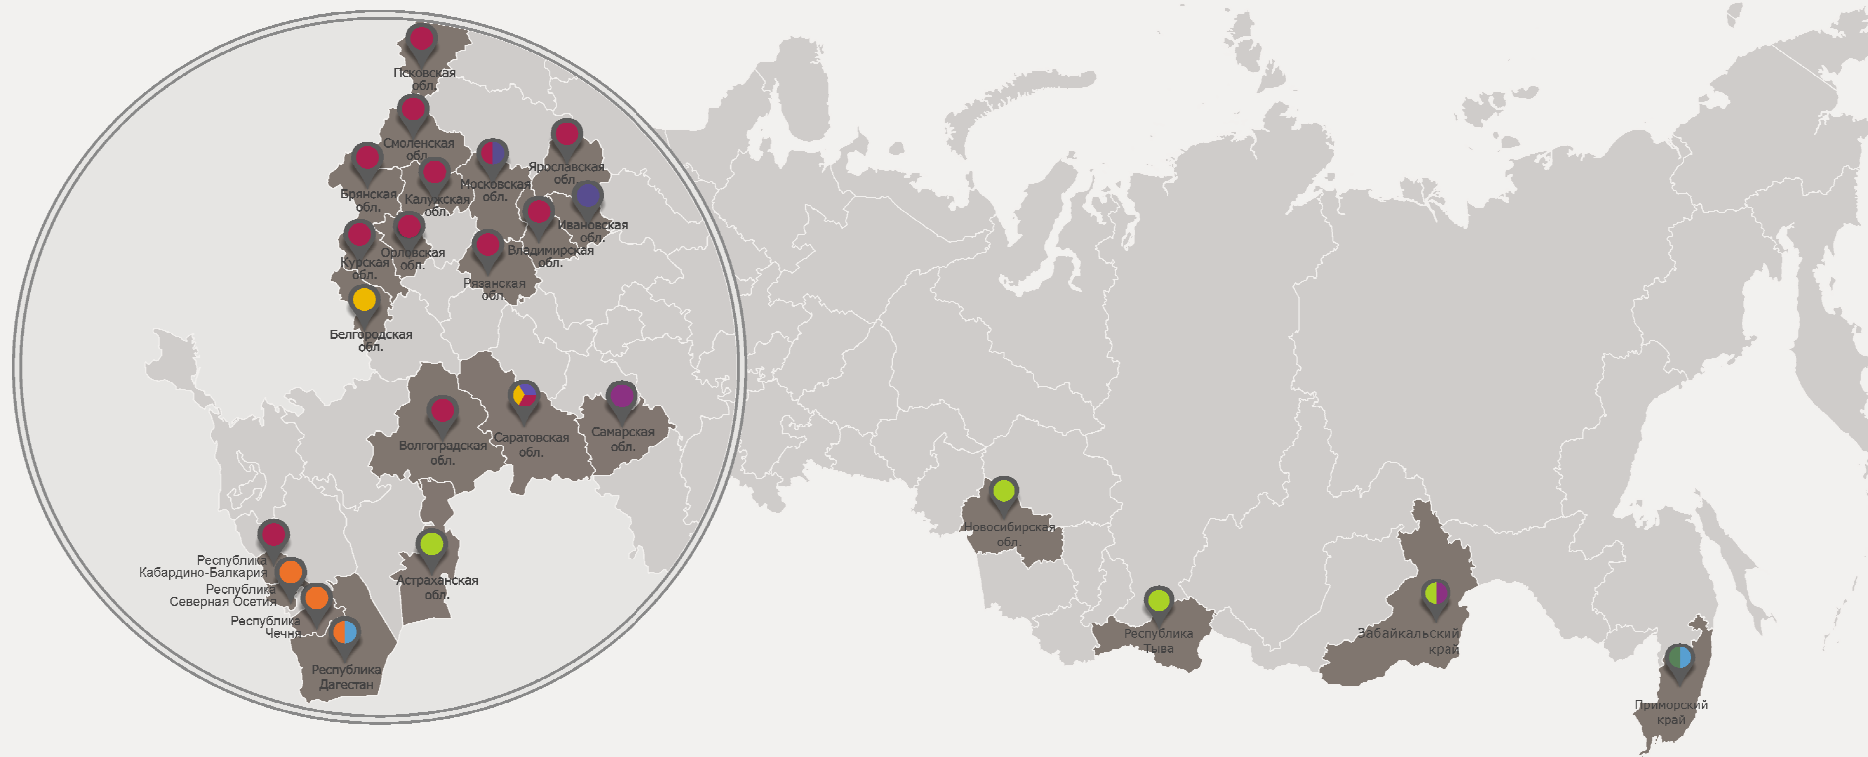 Псковская
обл.
Смоленская
обл.
Ярославская
обл.
Московская
обл.
Брянская
обл.
Калужская
обл.
Ивановская
обл.
Владимирская
обл.
Орловская
обл.
Курская
обл.
Рязанская
обл.
Белгородская
обл.
Волгоградская
обл.
Саратовская
обл.
Самарская
обл.
Новосибирская
обл.
Республика
Кабардино-Балкария
Астраханская
обл.
Республика
Северная Осетия
Республика
Чечня
Республика
Дагестан
Республика
Тыва
Забайкальский
край
Приморский
край